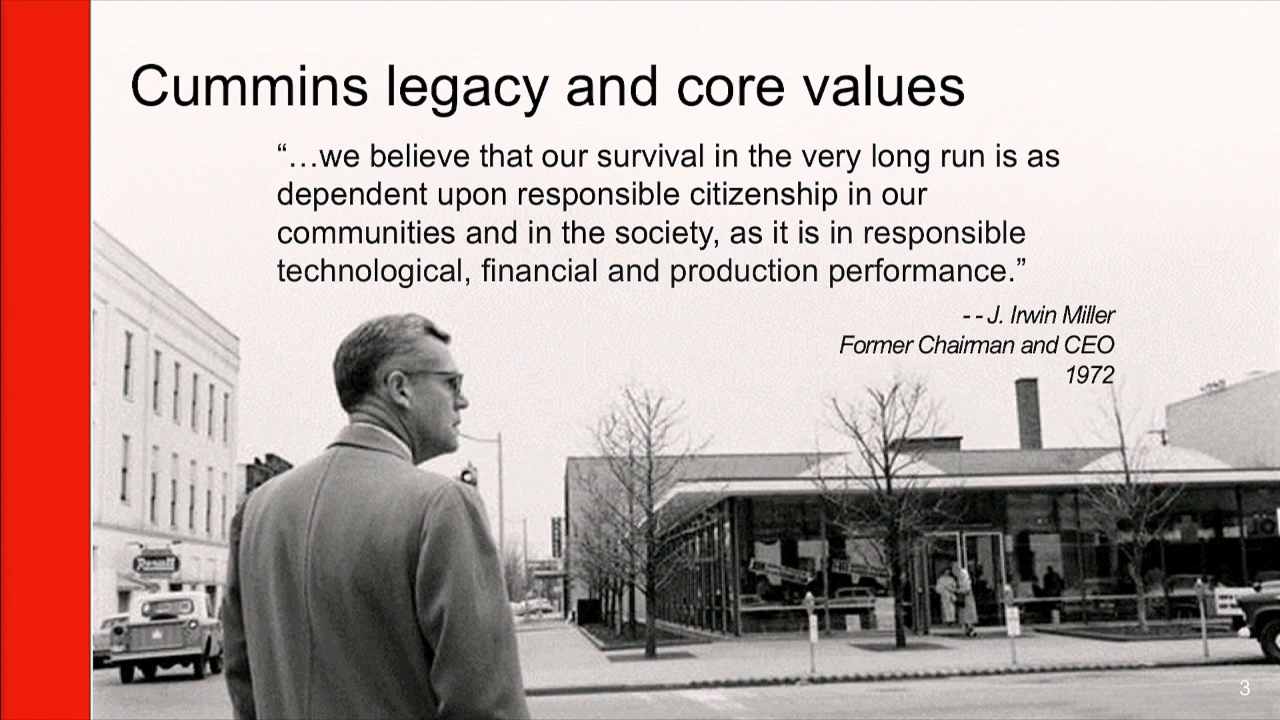 Cummins legacy and core values
“…we believe that our survival in the very long run is as
dependent upon responsible citizenship in our
communities and in the society, as it is in responsible
technological, financial and production performance.”
- - J. Irwin Miller
Former Chairman and CEO
1972
Rexall
3